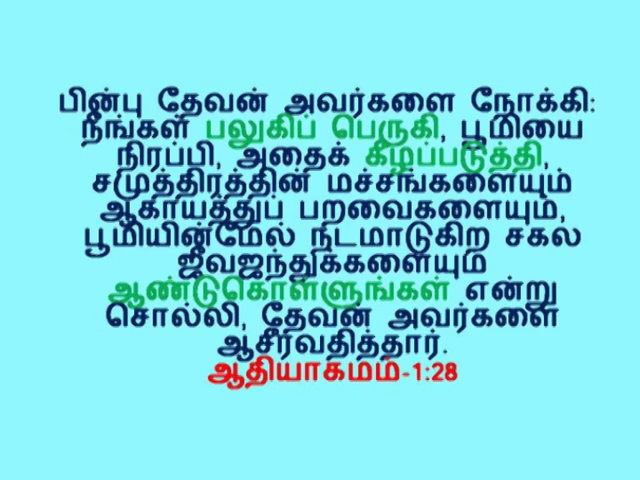 பின்பு தேவன் அவர்களை நோக்கி:
நீங்கள் பலுகிப் பெருகி, பூமியை
நிரப்பி, அதைக் கீழ்ப்படுத்தி,
சமுத்திரத்தின் மச்சங்களையும்
ஆகாயத்துப் பறவைகளையும்,
பூமியின்மேல் நடமாடுகிற சகல
ஜீவஜந்துக்களையும்
ஆண்டுகொள்ளுங்கள் என்று
சொல்லி, தேவன் அவர்களை
ஆசீர்வதித்தார்.
ஆதியாகமம்-1:28